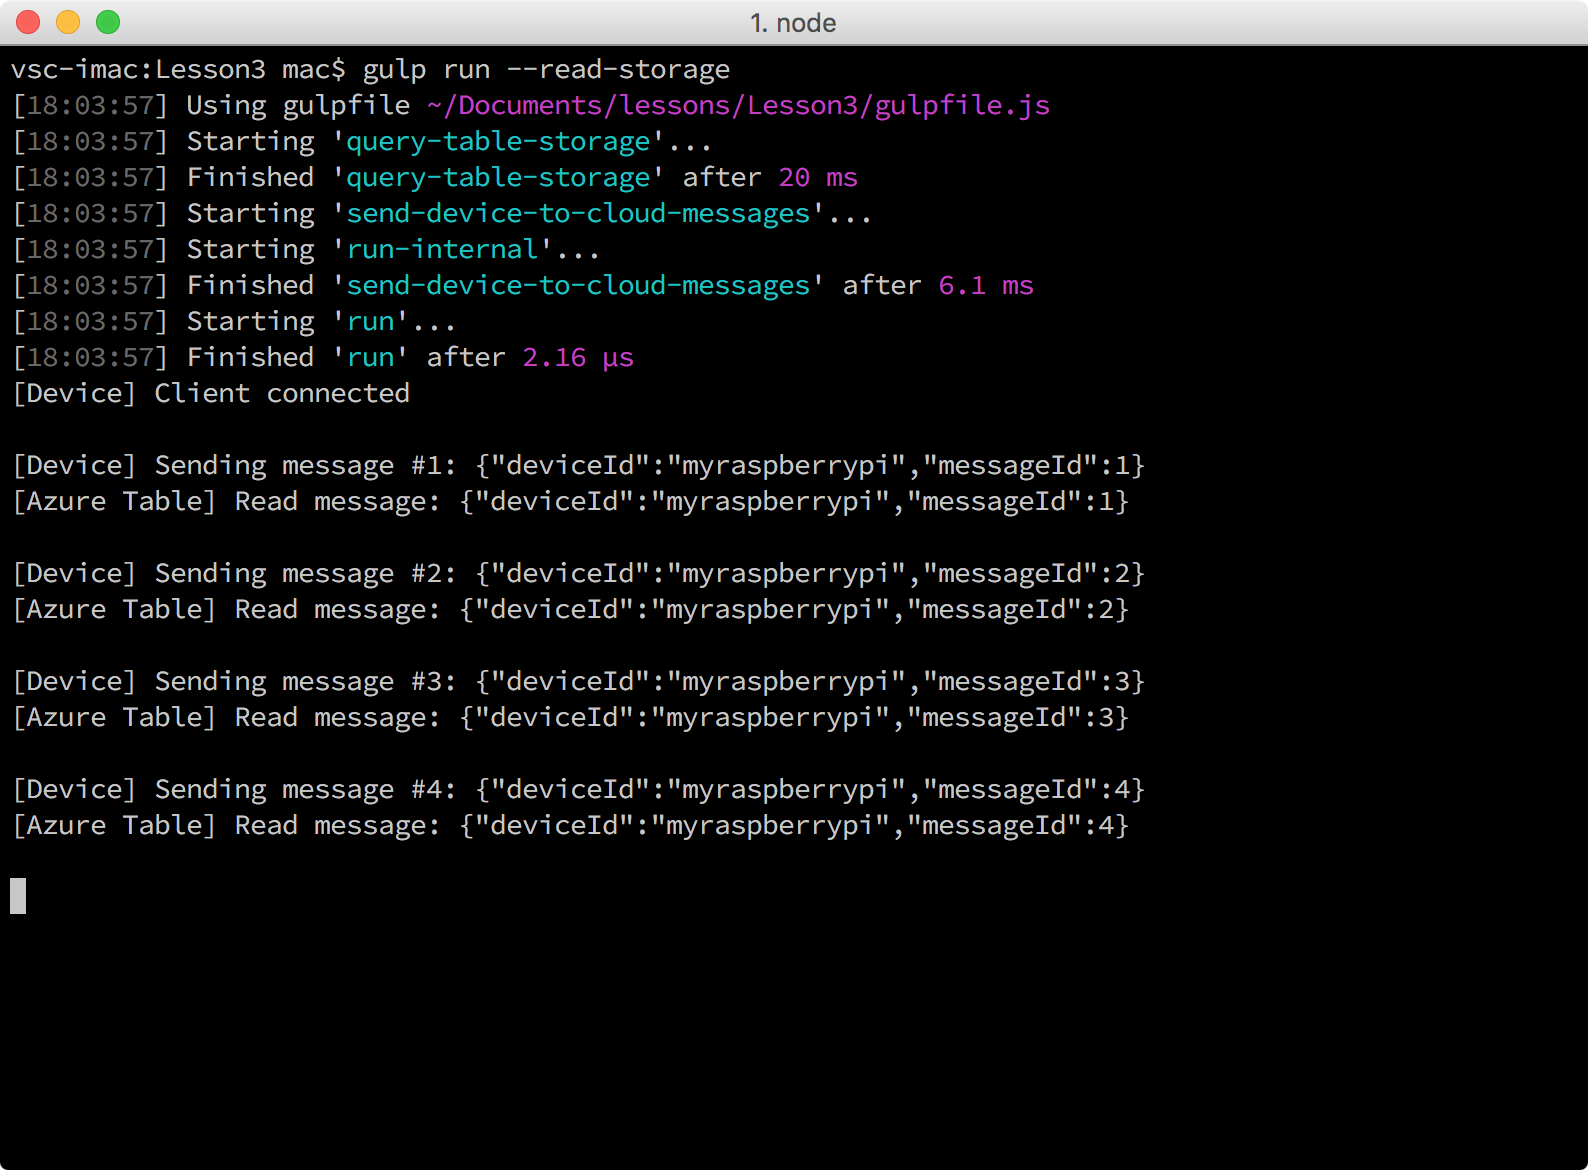 1. node
vsc-imac:Lesson3 mac$ gulp run --read-storage
[18:03:57] Using gulpfile ~/Documents/lessons/Lesson3/gulpfile.js
[18:03:57] Starting 'query-table-storage'...
[18:03:57] Finished 'query-table-storage' after 20 ms
[18:03:57] Starting 'send-device-to-cloud-messages'...
[18:03:57] Starting 'run-internal'...
[18:03:57] Finished 'send-device-to-cloud-messages' after 6.1 ms
[18:03:57] Starting 'run'...
[18:03:57] Finished 'run' after 2.16 μs
[Device] Client connected
[Device] Sending message #1: {"deviceId":"myraspberrypi","messageId":1}
[Azure Table] Read message: {"deviceId":"myraspberrypi","messageId":1}
[Device] Sending message #2: {"deviceId":"myraspberrypi","messageId":2}
[Azure Table] Read message: {"deviceId":"myraspberrypi","messageId":2}
[Device] Sending message #3: {"deviceId":"myraspberrypi","messageId":3}
[Azure Table] Read message: {"deviceId":"myraspberrypi","messageId":3}
[Device] Sending message #4: {"deviceId":"myraspberrypi","messageId":4}
[Azure Table] Read message: {"deviceId":"myraspberrypi","messageId":4}